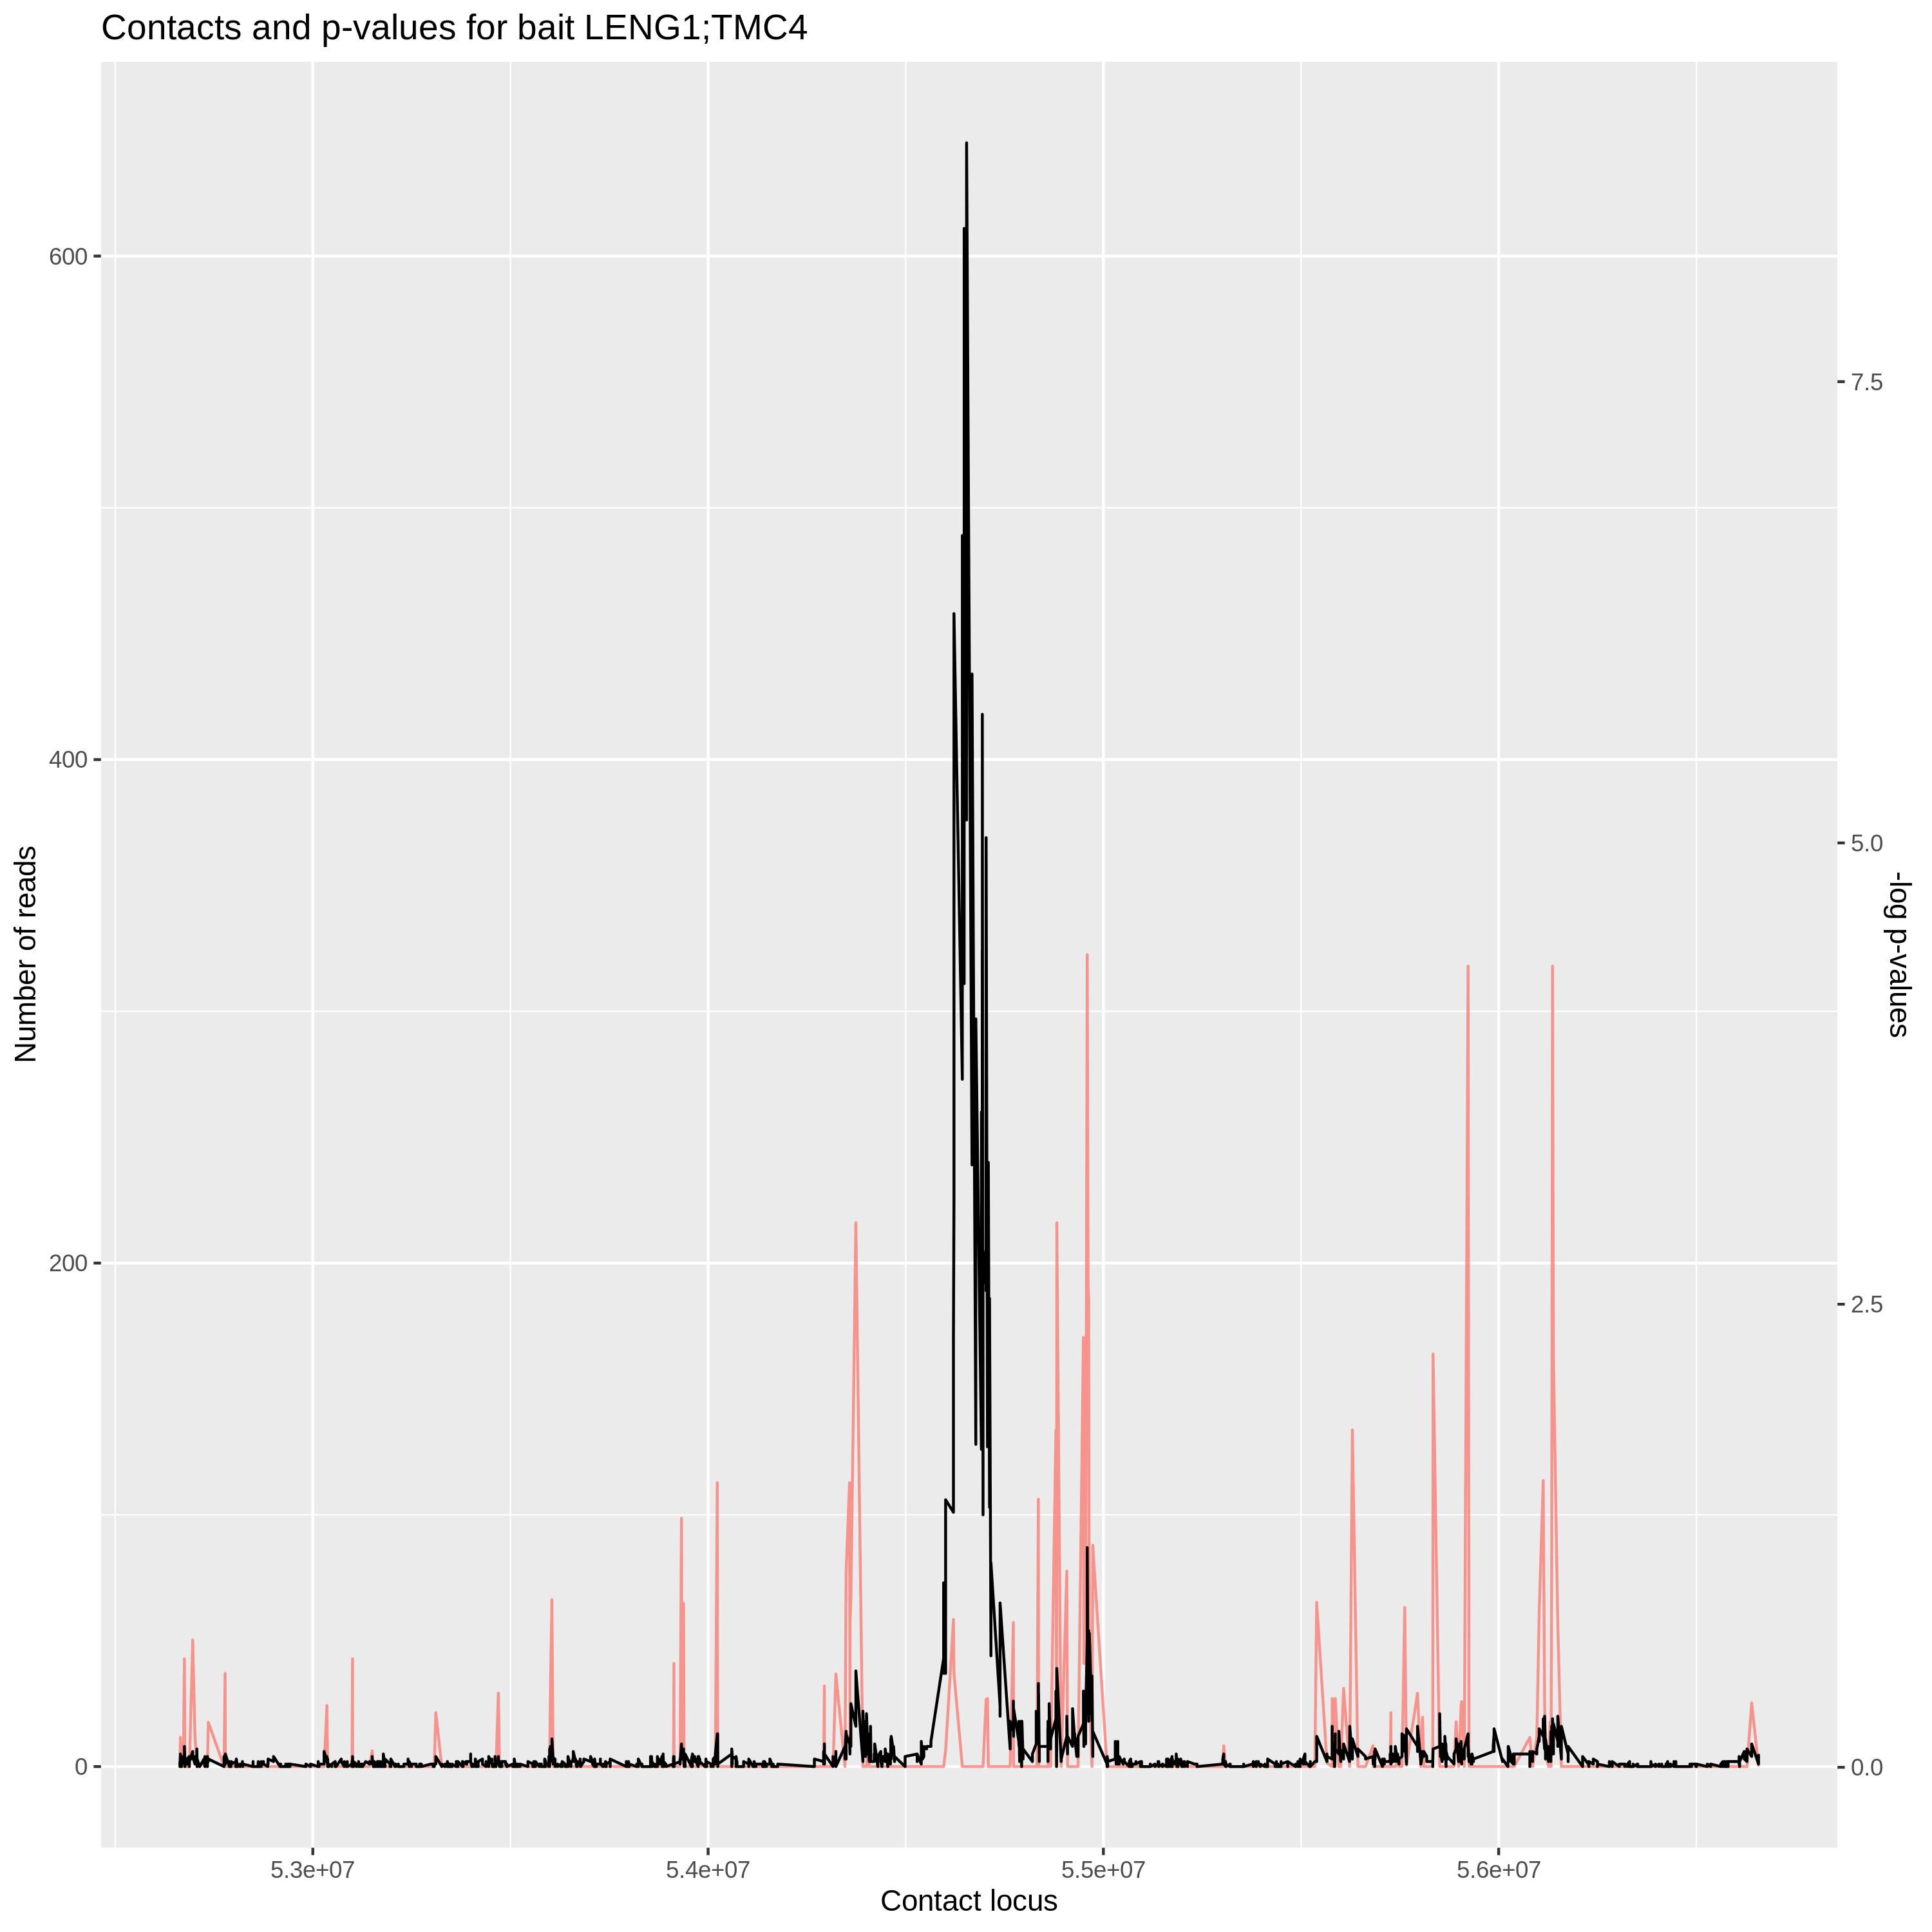 Contacts and p-values for bait LENG1;TMC4
600
400
200
0
Number of reads
7.5
5.0
2.5
0.0
-log p-values
5.3e+07
5.4e+07
5.5e+07
5.6e+07
Contact locus